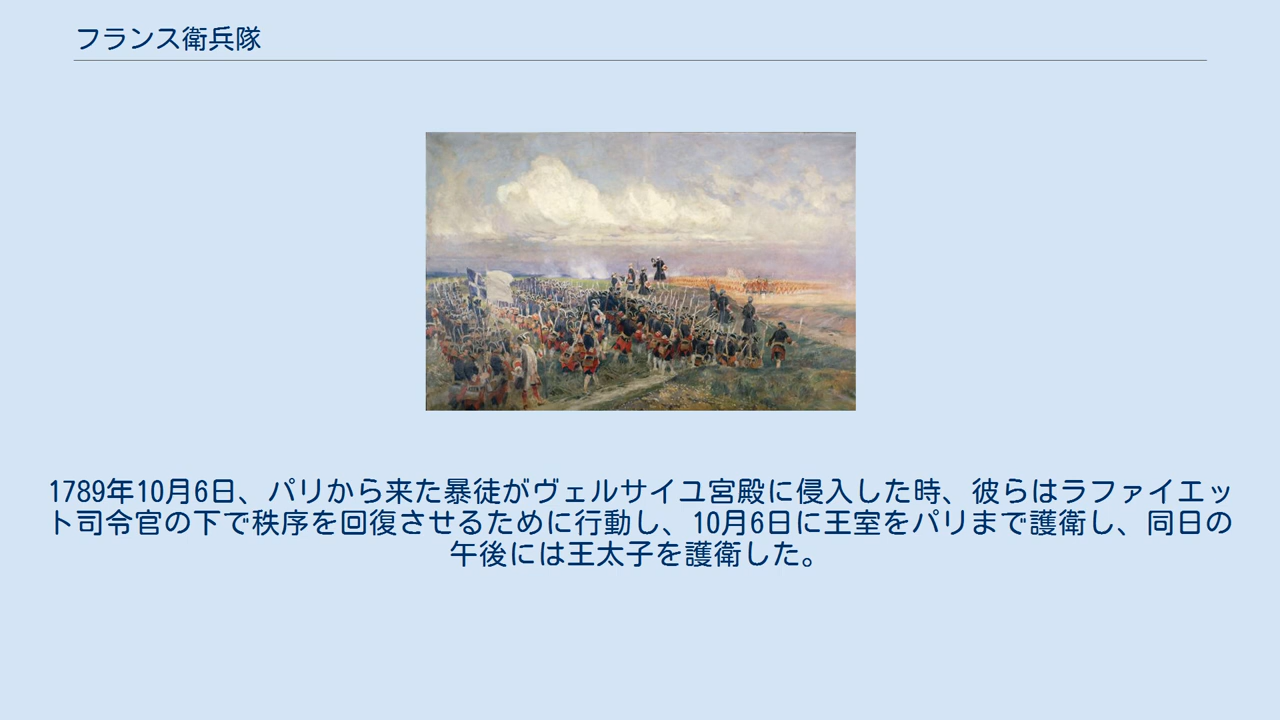 フランス衛兵隊
1789年10月6日、パリから来た暴徒がヴェルサイユ宮殿に侵入した時、彼らはラファイエッ
ト司令官の下で秩序を回復させるために行動し、10月6日に王室をパリまで護衛し、同日の
午後には王太子を護衛した。